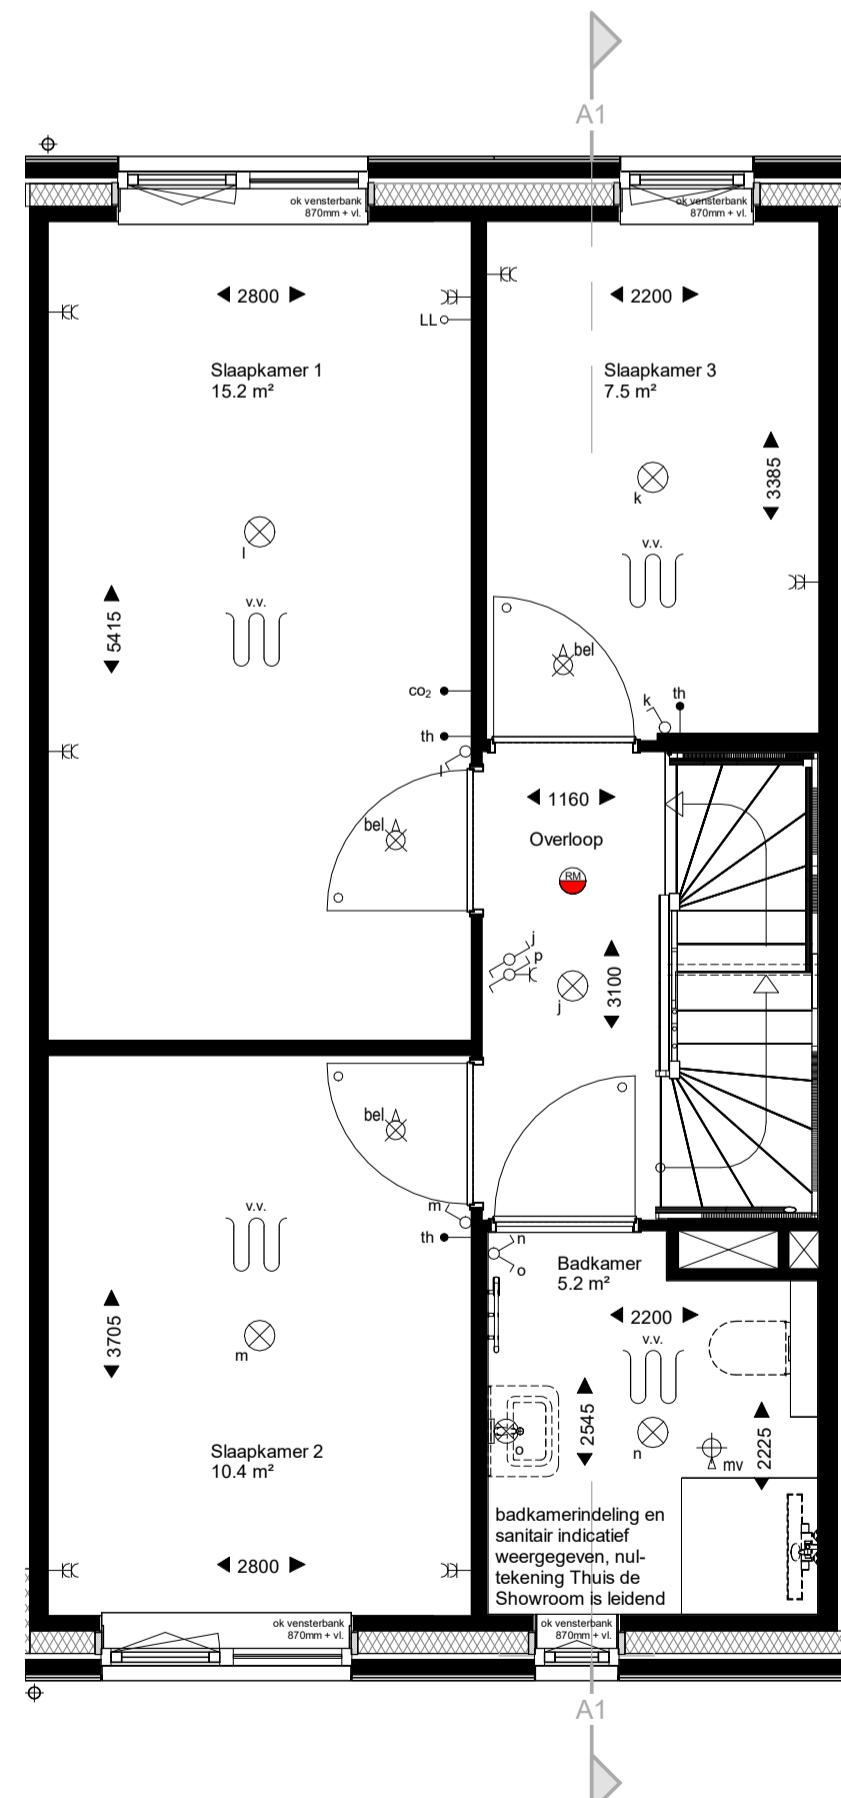 A1
ok vensterbank
870mm + vl.
ok vensterbank
870mm + vl.
2800
2200
LL
Slaapkamer 1
15.2 m²
Slaapkamer 3
7.5 m²
3385
k
l
v.v.
v.v.
5415
bel
co₂
k
th
th
l
1160
bel
Overloop
RM
j
p
3100
j
bel
m
v.v.
th
n
o
Badkamer
5.2 m²
2200
v.v.
3705
m
2545
2225
n
o
mv
Slaapkamer 2
10.4 m²
badkamerindeling en
sanitair indicatief
weergegeven, nul-
tekening Thuis de
Showroom is leidend
2800
ok vensterbank
870mm + vl.
ok vensterbank
870mm + vl.
A1